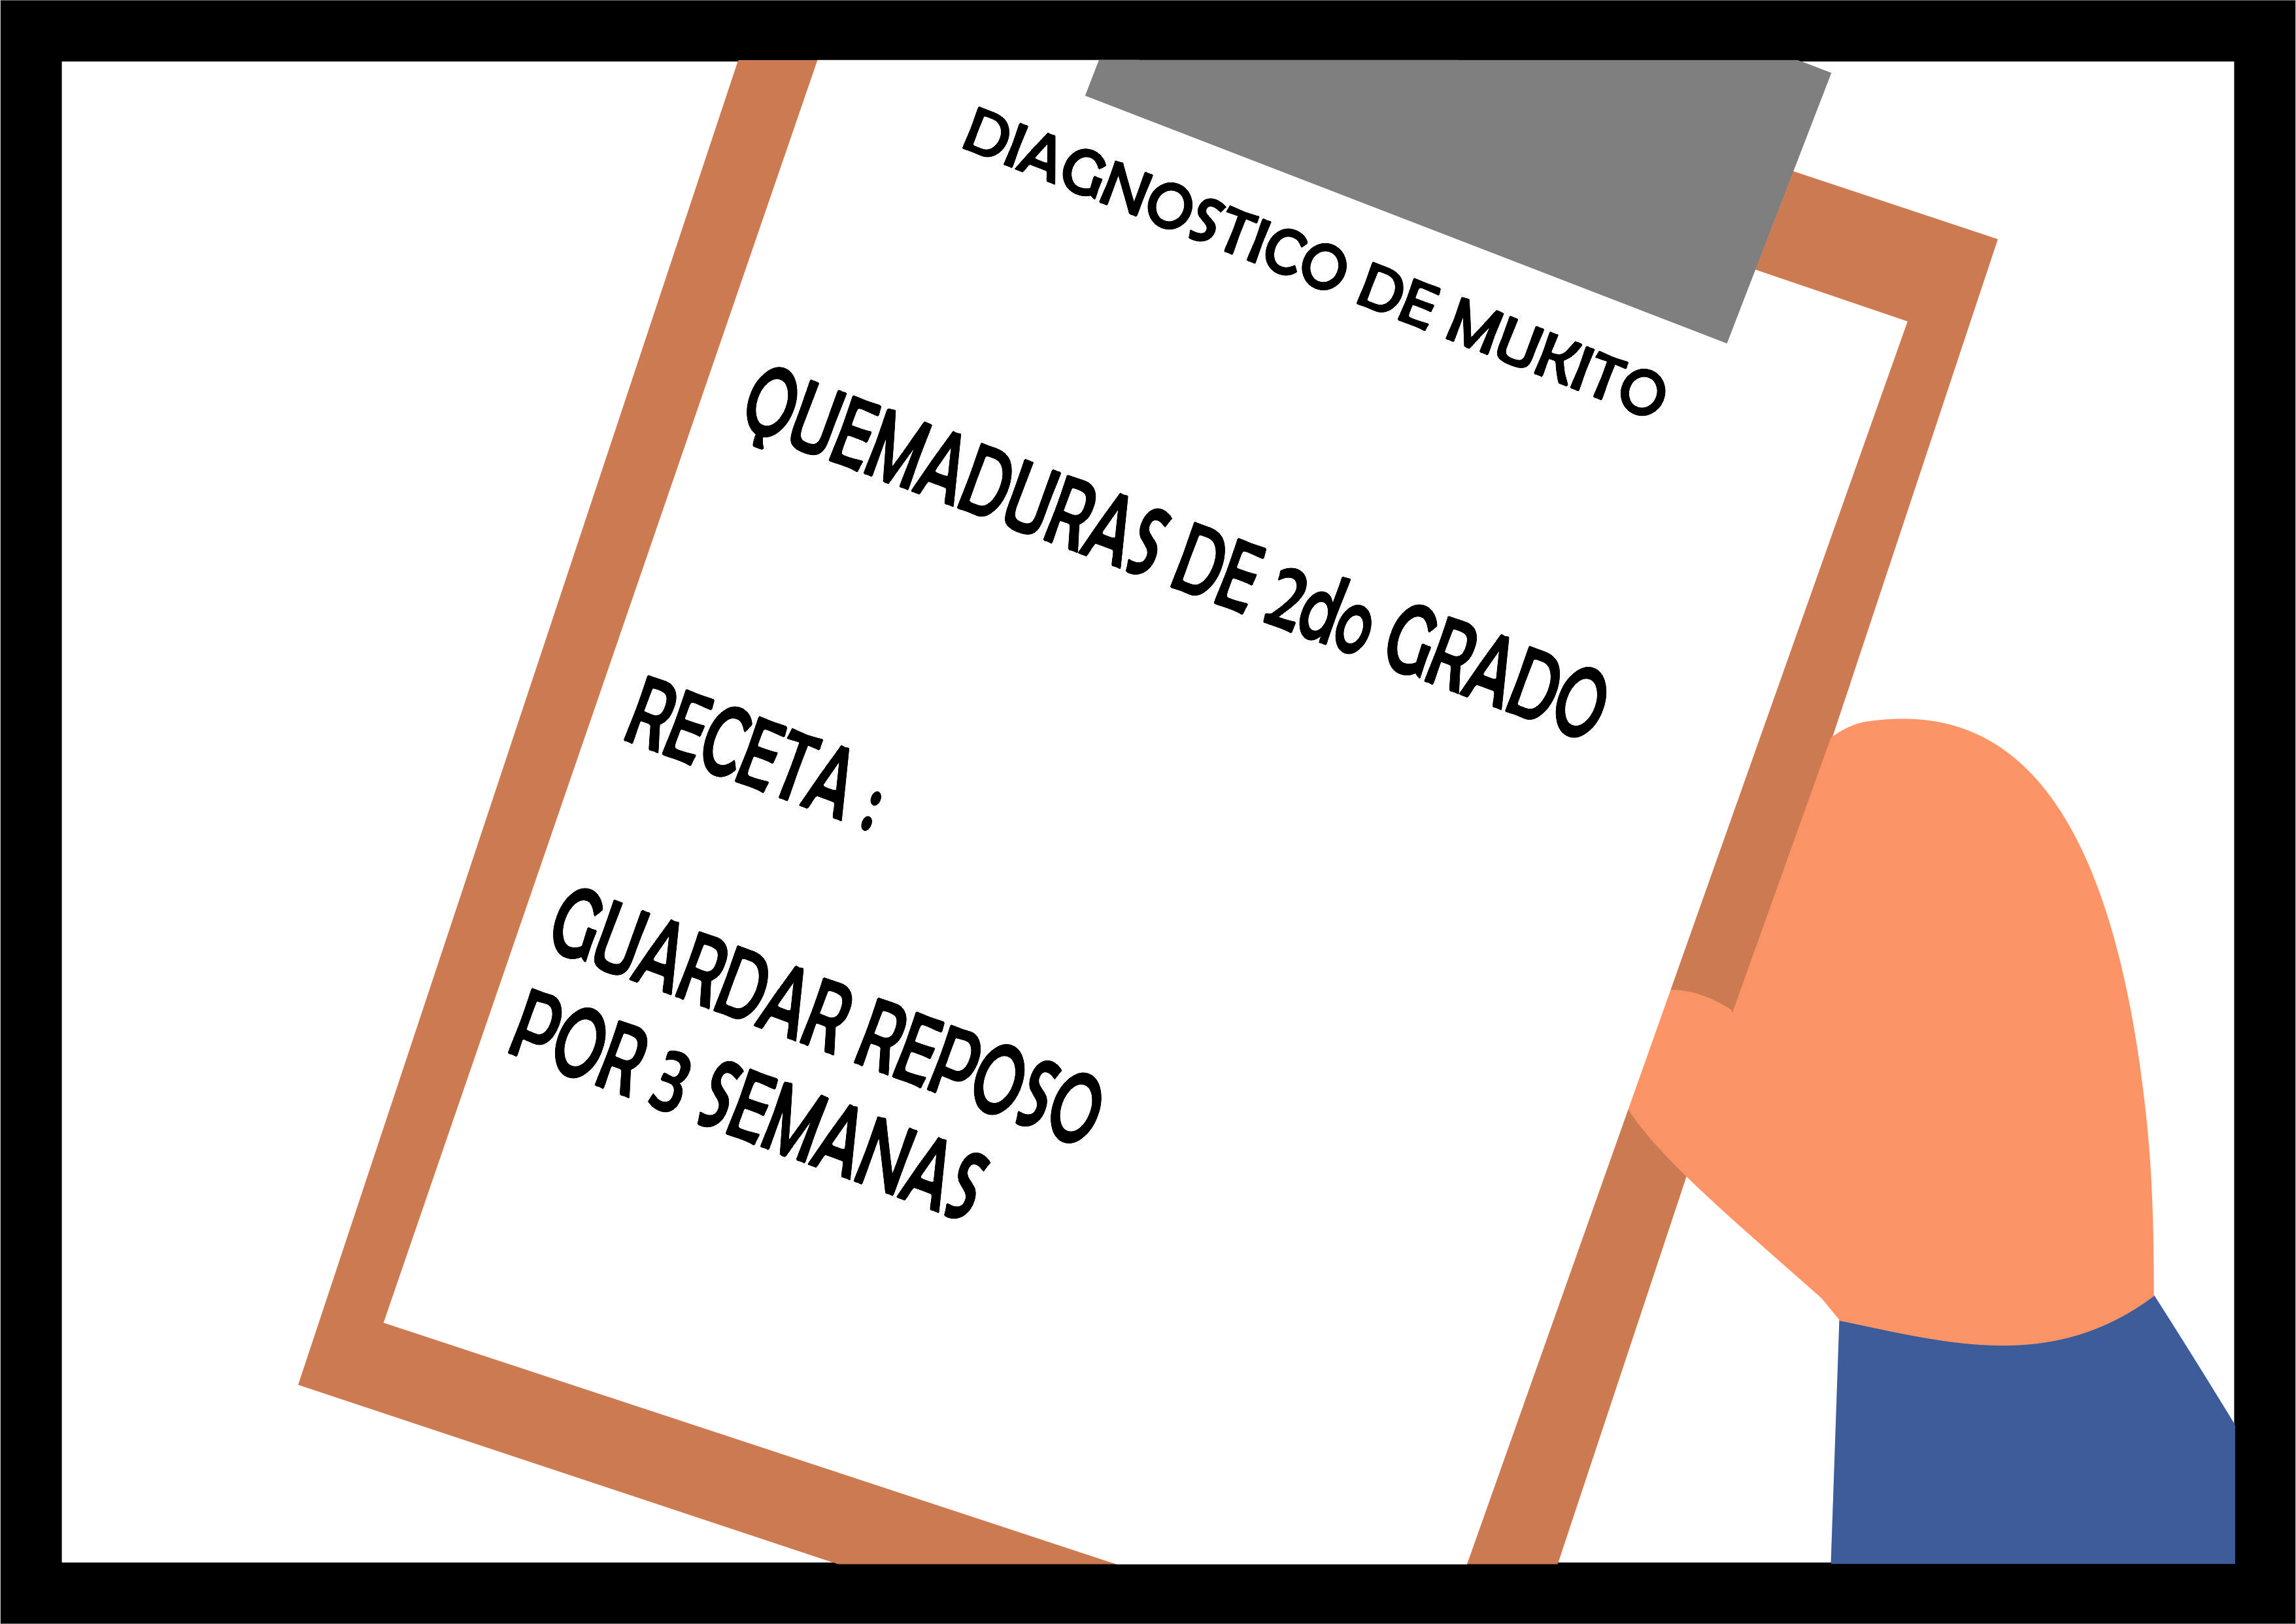 DIAGNOSTICO DE MUKITO
QUEMADURAS DE 2do GRADO
RECETA :
GUARDAR REPOSO
POR 3 SEMANAS